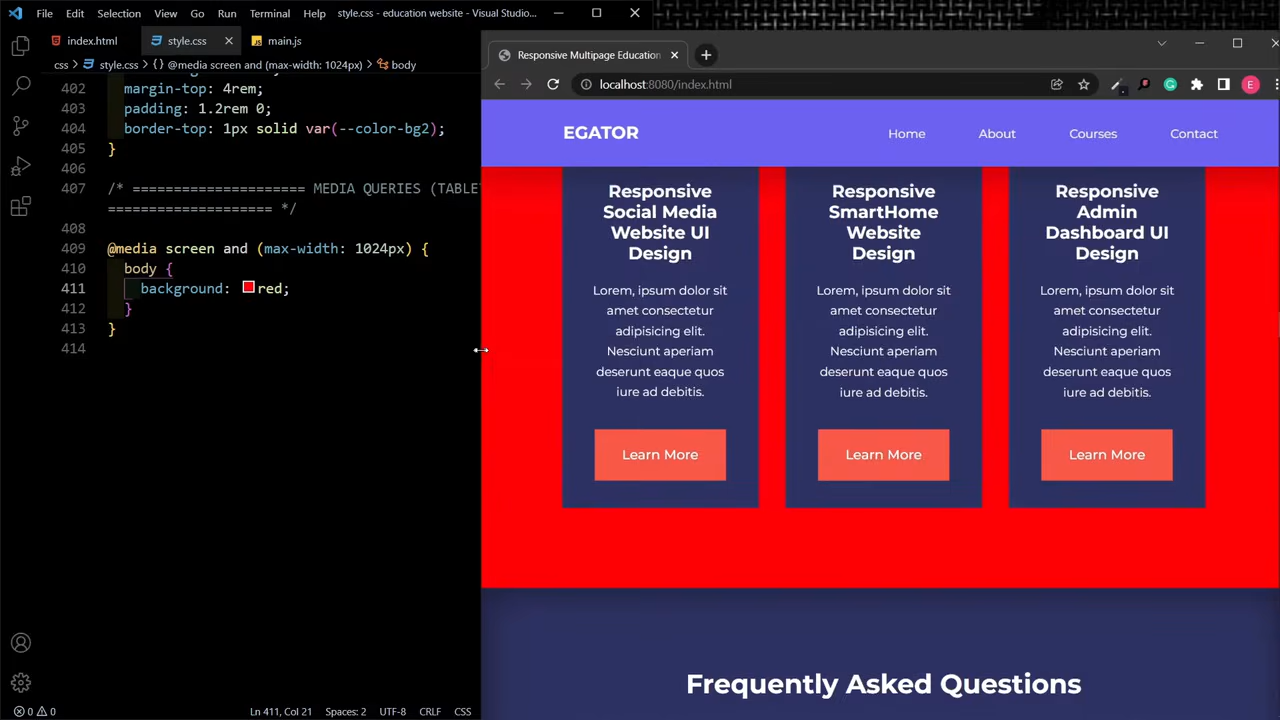 File Edit Selection View Go Run Terminal Help style.css - education website - Visual Studio...
index.html style.css main.js
css > style.css > {} @media screen and (max-width: 1024px) > body
402 margin-top: 4rem;
403 padding: 1.2rem 0;
404 border-top: 1px solid var(--color-bg2);
405 }
406
407 /* ===================== MEDIA QUERIES (TABLET
==================== */
408
409 @media screen and (max-width: 1024px) {
410 body {
411 background: red;
412 }
413 }
414
0 0 Ln 411, Col 21 Spaces: 2 UTF-8 CRLF CSS
Responsive Multipage Education
localhost:8080/index.html
E
EGATOR Home About Courses Contact
Responsive
Social Media
Website UI
Design
Lorem, ipsum dolor sit
amet consectetur
adipisicing elit.
Nesciunt aperiam
deserunt eaque quos
iure ad debitis.
Learn More
Responsive
SmartHome
Website
Design
Lorem, ipsum dolor sit
amet consectetur
adipisicing elit.
Nesciunt aperiam
deserunt eaque quos
iure ad debitis.
Learn More
Responsive
Admin
Dashboard UI
Design
Lorem, ipsum dolor sit
amet consectetur
adipisicing elit.
Nesciunt aperiam
deserunt eaque quos
iure ad debitis.
Learn More
Frequently Asked Questions